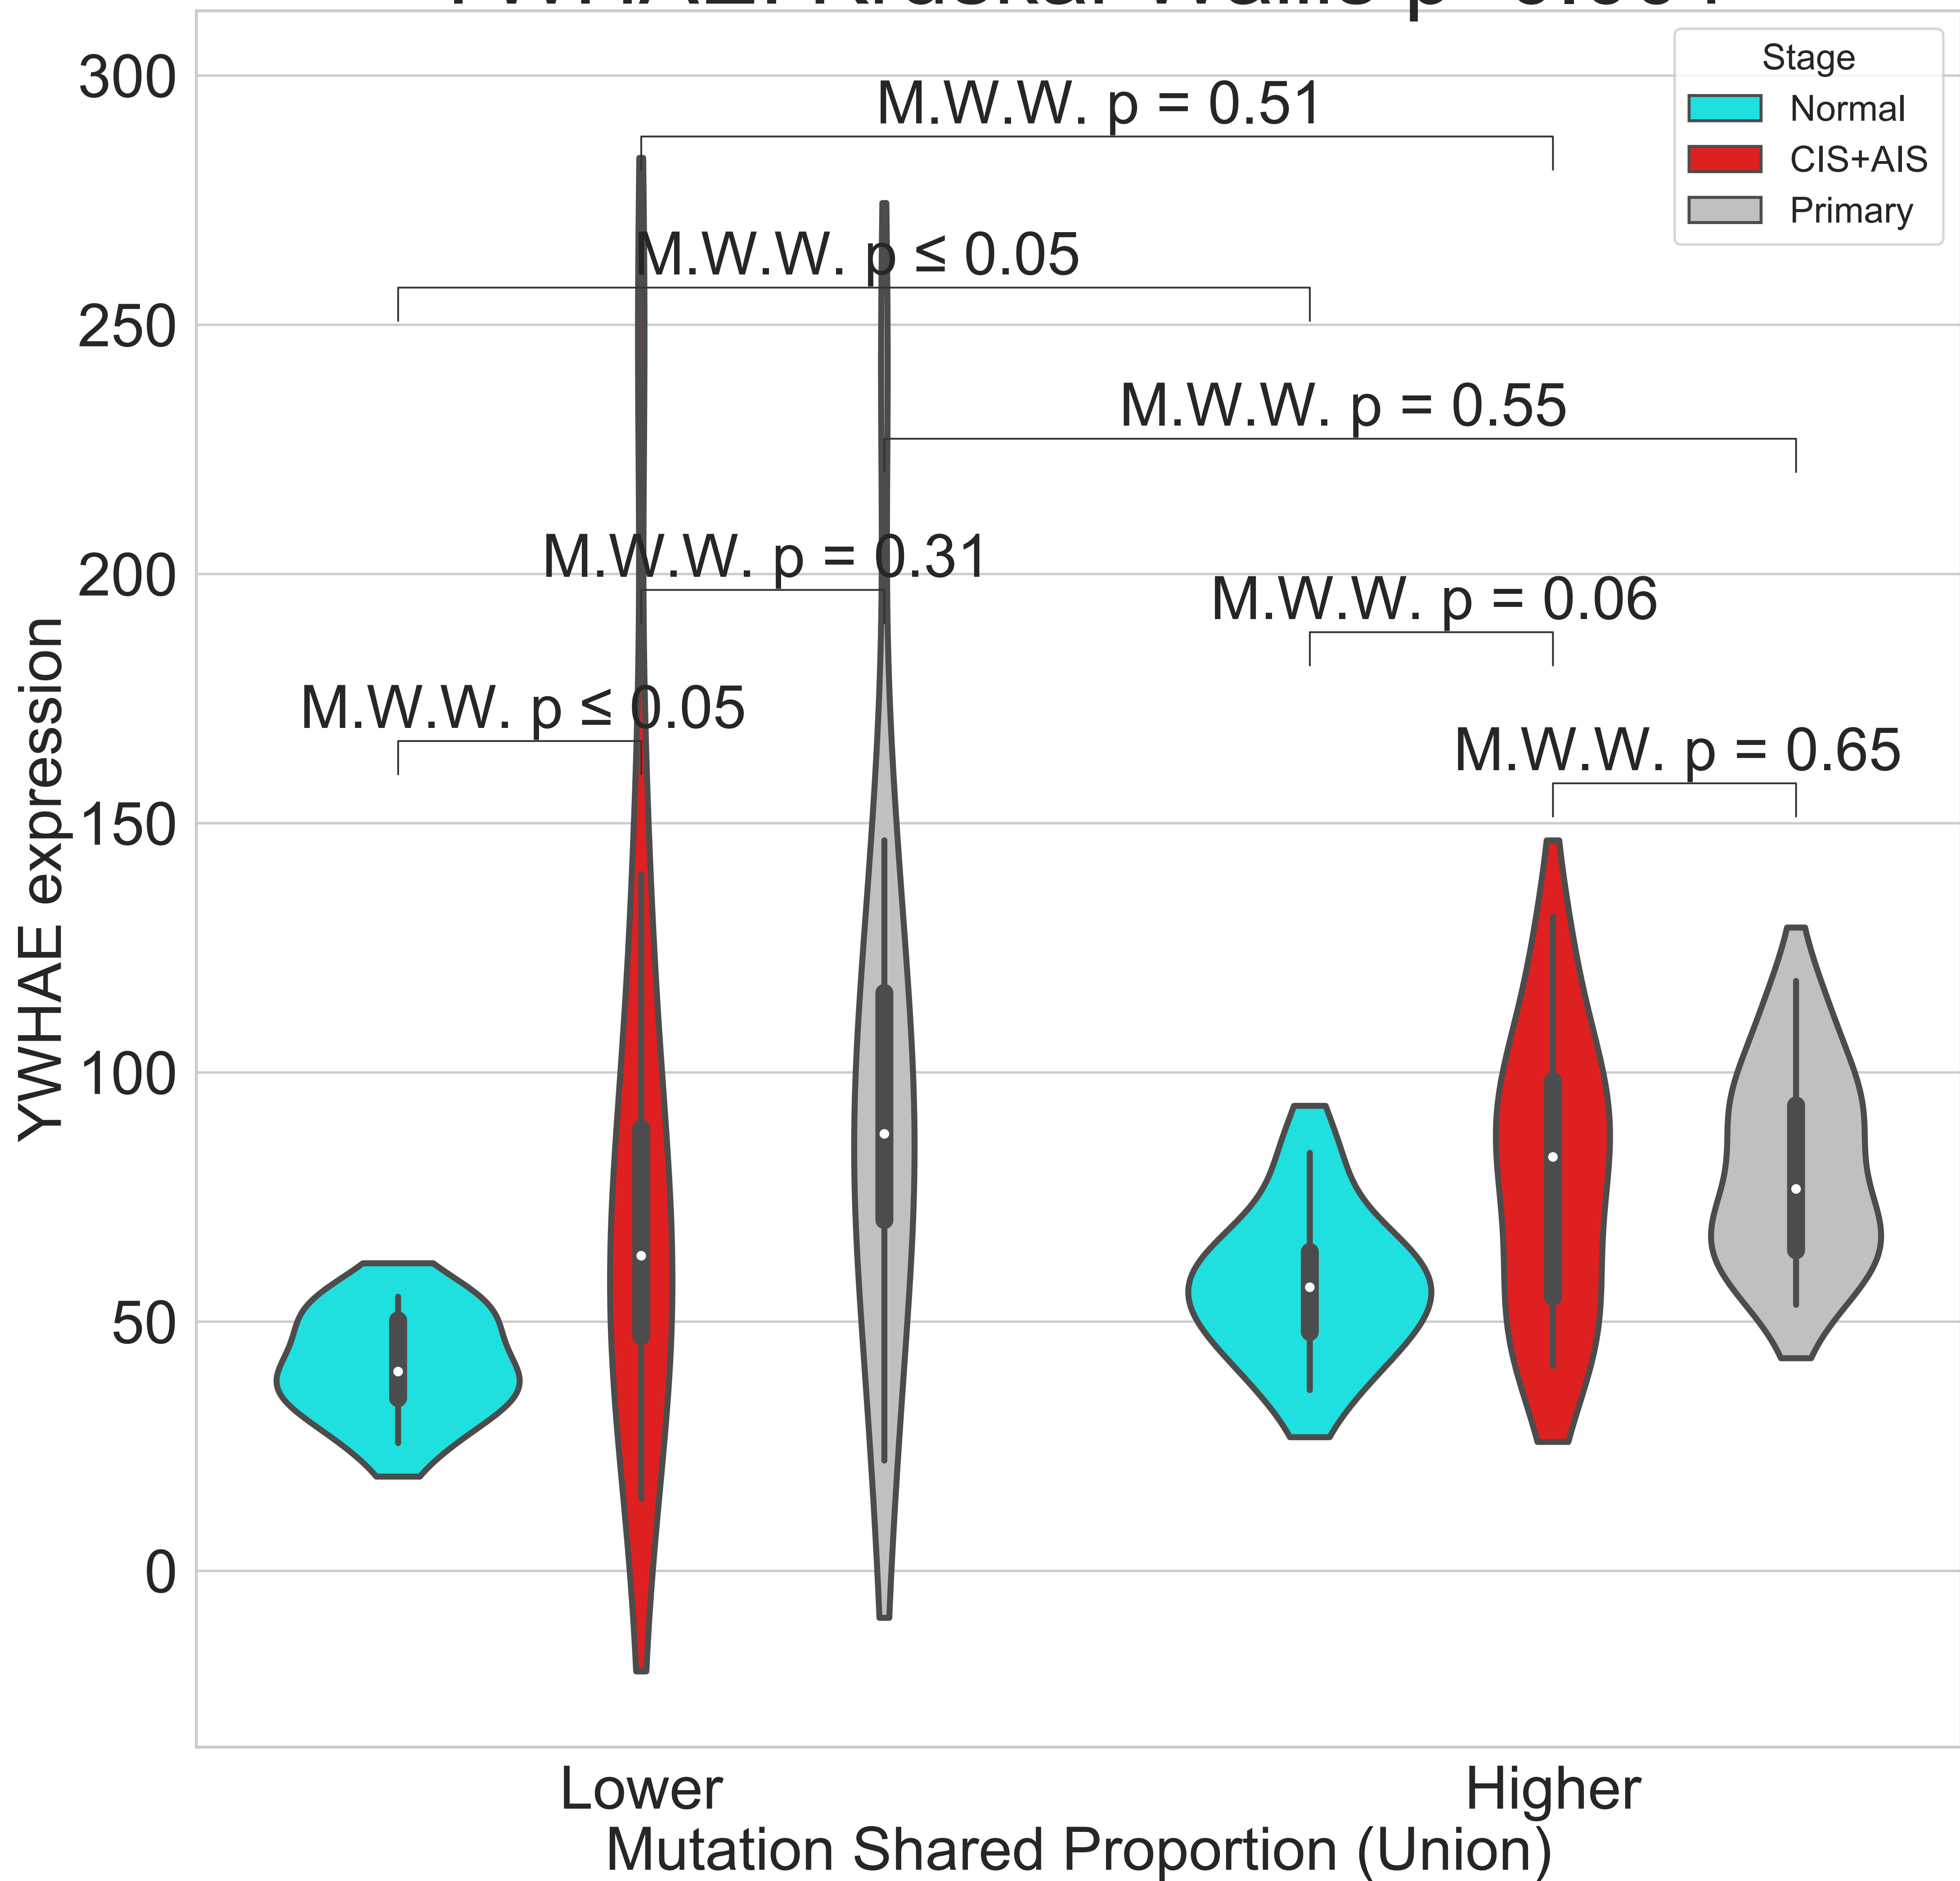 300
250
200
150
100
50
0
YWHAE expression
M.W.W. p = 0.51
M.W.W. p ≤ 0.05
M.W.W. p = 0.55
M.W.W. p = 0.31
M.W.W. p = 0.06
M.W.W. p ≤ 0.05
M.W.W. p = 0.65
Stage
Normal
CIS+AIS
Primary
Lower
Higher
Mutation Shared Proportion (Union)